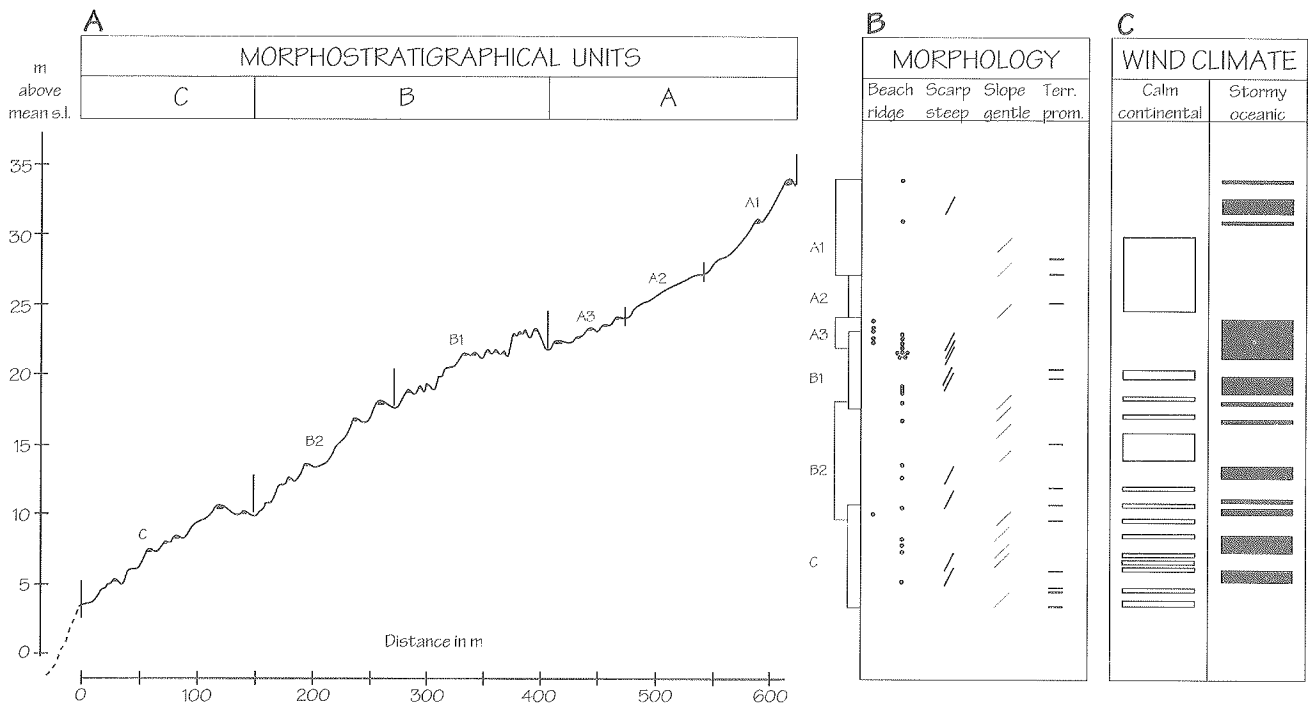 A
MORPHOSTRATIGRAPHICAL UNITS
C B A
m
above
mean s.l.
35
30
25
20
15
10
5
0
A1
A2
A3
B1
B2
C
Distance in m
0 100 200 300 400 500 600
B
MORPHOLOGY
Beach ridge
Scarp steep
Slope gentle
Terr. prom.
A1
A2
A3
B1
B2
C
C
WIND CLIMATE
Calm continental
Stormy oceanic